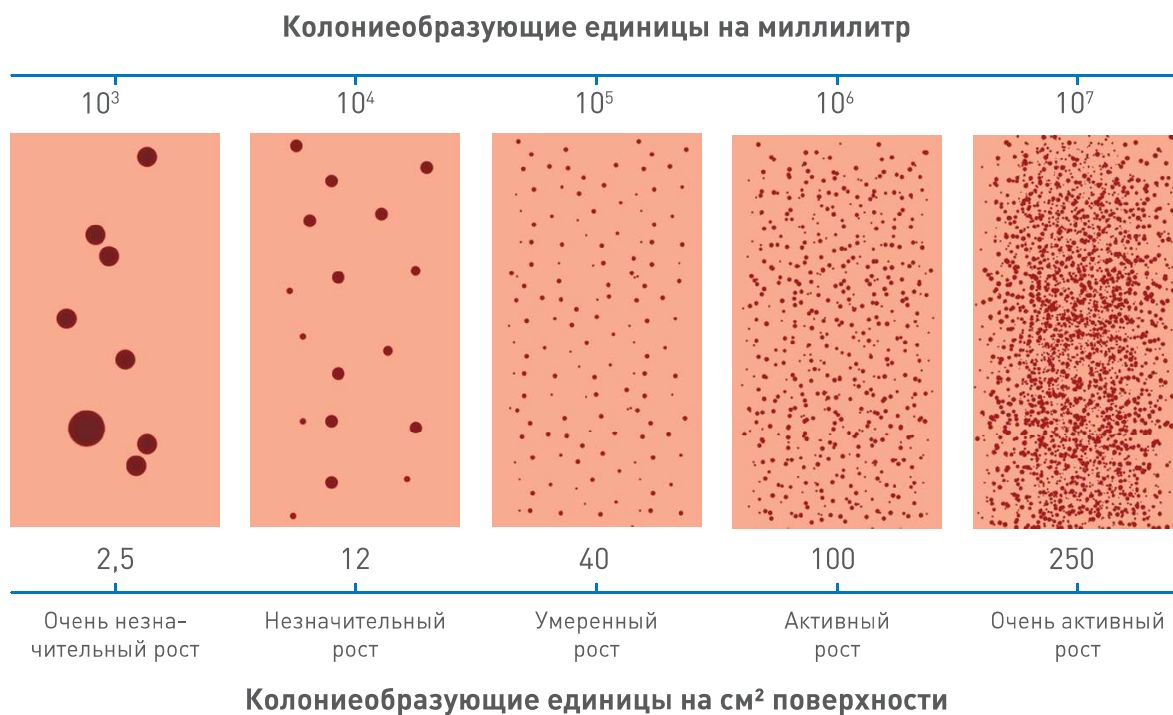 Колониеобразующие единицы на миллилитр
10³ 10⁴ 10⁵ 10⁶ 10⁷
2,5 12 40 100 250
Очень незна– Незначительный Умеренный Активный Очень активный
чительный рост рост рост рост рост
Колониеобразующие единицы на см² поверхности